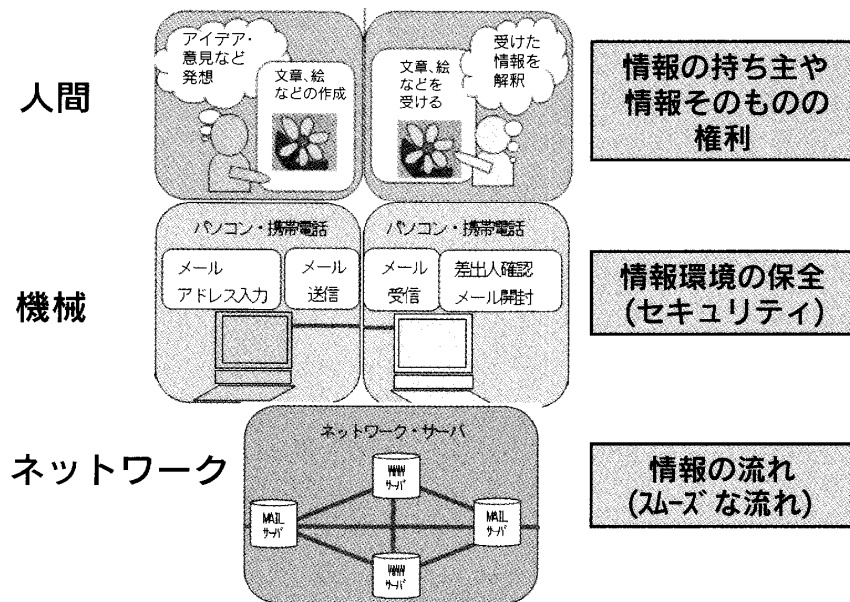 人間
アイデア・
意見など
発想
文章、絵
などの作成
文章、絵
などを
受ける
受けた
情報を
解釈
情報の持ち主や
情報そのものの
権利
機械
パソコン・携帯電話
メール
アドレス入力
メール
送信
パソコン・携帯電話
メール
受信
差出人確認
メール開封
情報環境の保全
(セキュリティ)
ネットワーク
ネットワーク・サーバ
WWW
サーバ
MAIL
サーバ
MAIL
サーバ
WWW
サーバ
情報の流れ
(スムーズな流れ)